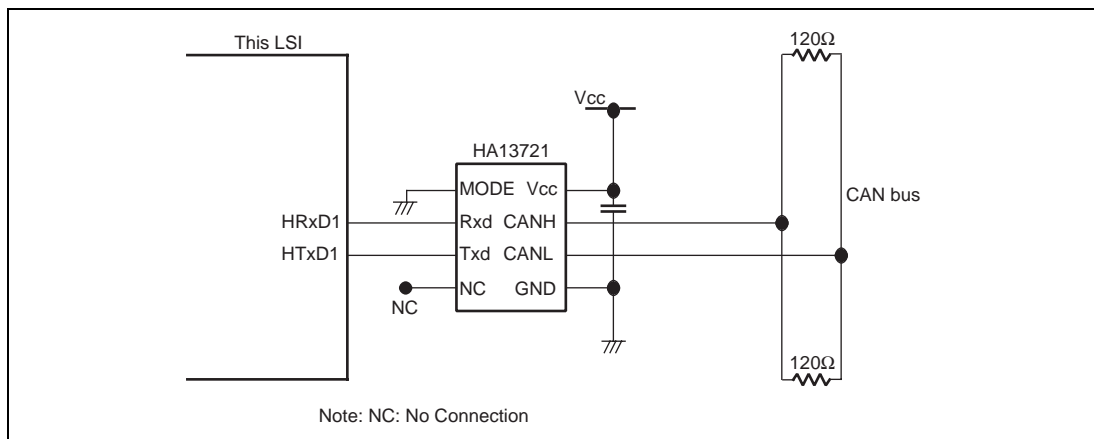 This LSI
120Ω
Vcc
HA13721
MODE Vcc
CAN bus
HRxD1 Rxd CANH
HTxD1 Txd CANL
NC GND
NC
120Ω
Note: NC: No Connection